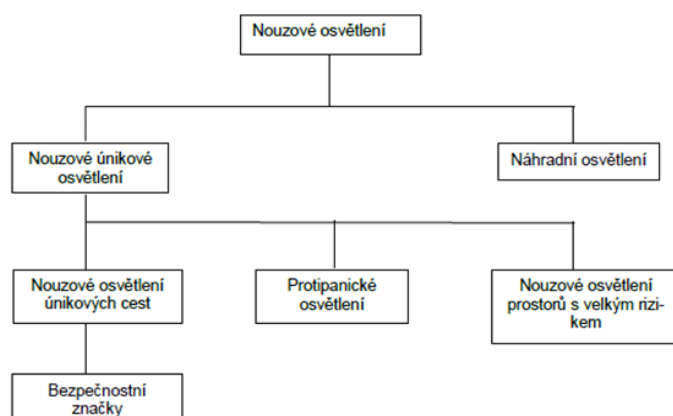 Nouzové osvětlení
Nouzové únikové
osvětlení
Náhradní osvětlení
Nouzové osvětlení
únikových cest
Protipanické
osvětlení
Nouzové osvětlení
prostorů s velkým rizi-
kem
Bezpečnostní
značky